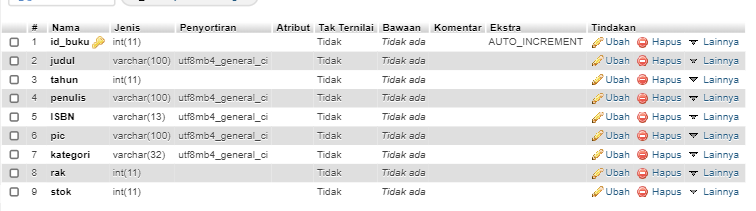 # Nama Jenis Penyortiran Atribut Tak Ternilai Bawaan Komentar Ekstra Tindakan
1 id_buku int(11) Tidak Tidak ada AUTO_INCREMENT Ubah Hapus Lainnya
2 judul varchar(100) utf8mb4_general_ci Tidak Tidak ada Ubah Hapus Lainnya
3 tahun int(11) Tidak Tidak ada Ubah Hapus Lainnya
4 penulis varchar(100) utf8mb4_general_ci Tidak Tidak ada Ubah Hapus Lainnya
5 ISBN varchar(13) utf8mb4_general_ci Tidak Tidak ada Ubah Hapus Lainnya
6 pic varchar(100) utf8mb4_general_ci Tidak Tidak ada Ubah Hapus Lainnya
7 kategori varchar(32) utf8mb4_general_ci Tidak Tidak ada Ubah Hapus Lainnya
8 rak int(11) Tidak Tidak ada Ubah Hapus Lainnya
9 stok int(11) Tidak Tidak ada Ubah Hapus Lainnya